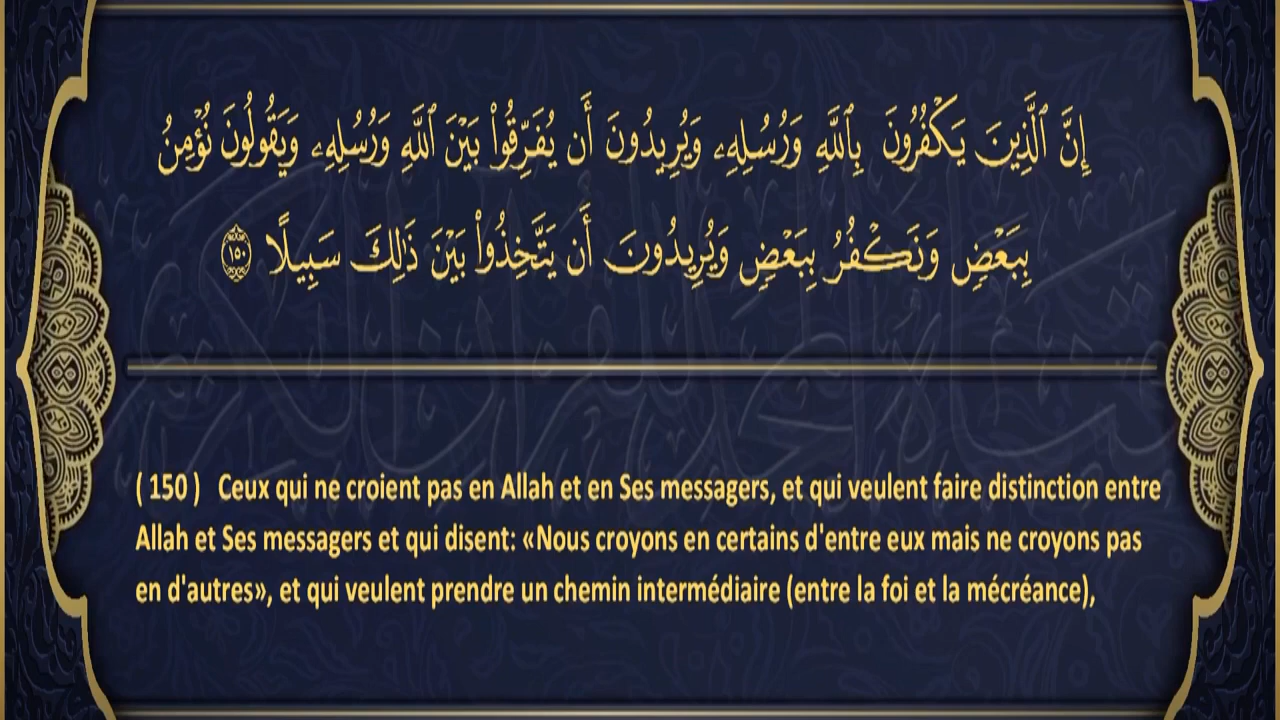 إِنَّ ٱلَّذِينَ يَكْفُرُونَ بِٱللَّهِ وَرُسُلِهِۦ وَيُرِيدُونَ أَن يُفَرِّقُوا۟ بَيْنَ ٱللَّهِ وَرُسُلِهِۦ وَيَقُولُونَ نُؤْمِنُ
بِبَعْضٍ وَنَكْفُرُ بِبَعْضٍ وَيُرِيدُونَ أَن يَتَّخِذُوا۟ بَيْنَ ذَٰلِكَ سَبِيلًا ١٥٠
( 150 ) Ceux qui ne croient pas en Allah et en Ses messagers, et qui veulent faire distinction entre
Allah et Ses messagers et qui disent: «Nous croyons en certains d'entre eux mais ne croyons pas
en d'autres», et qui veulent prendre un chemin intermédiaire (entre la foi et la mécréance),